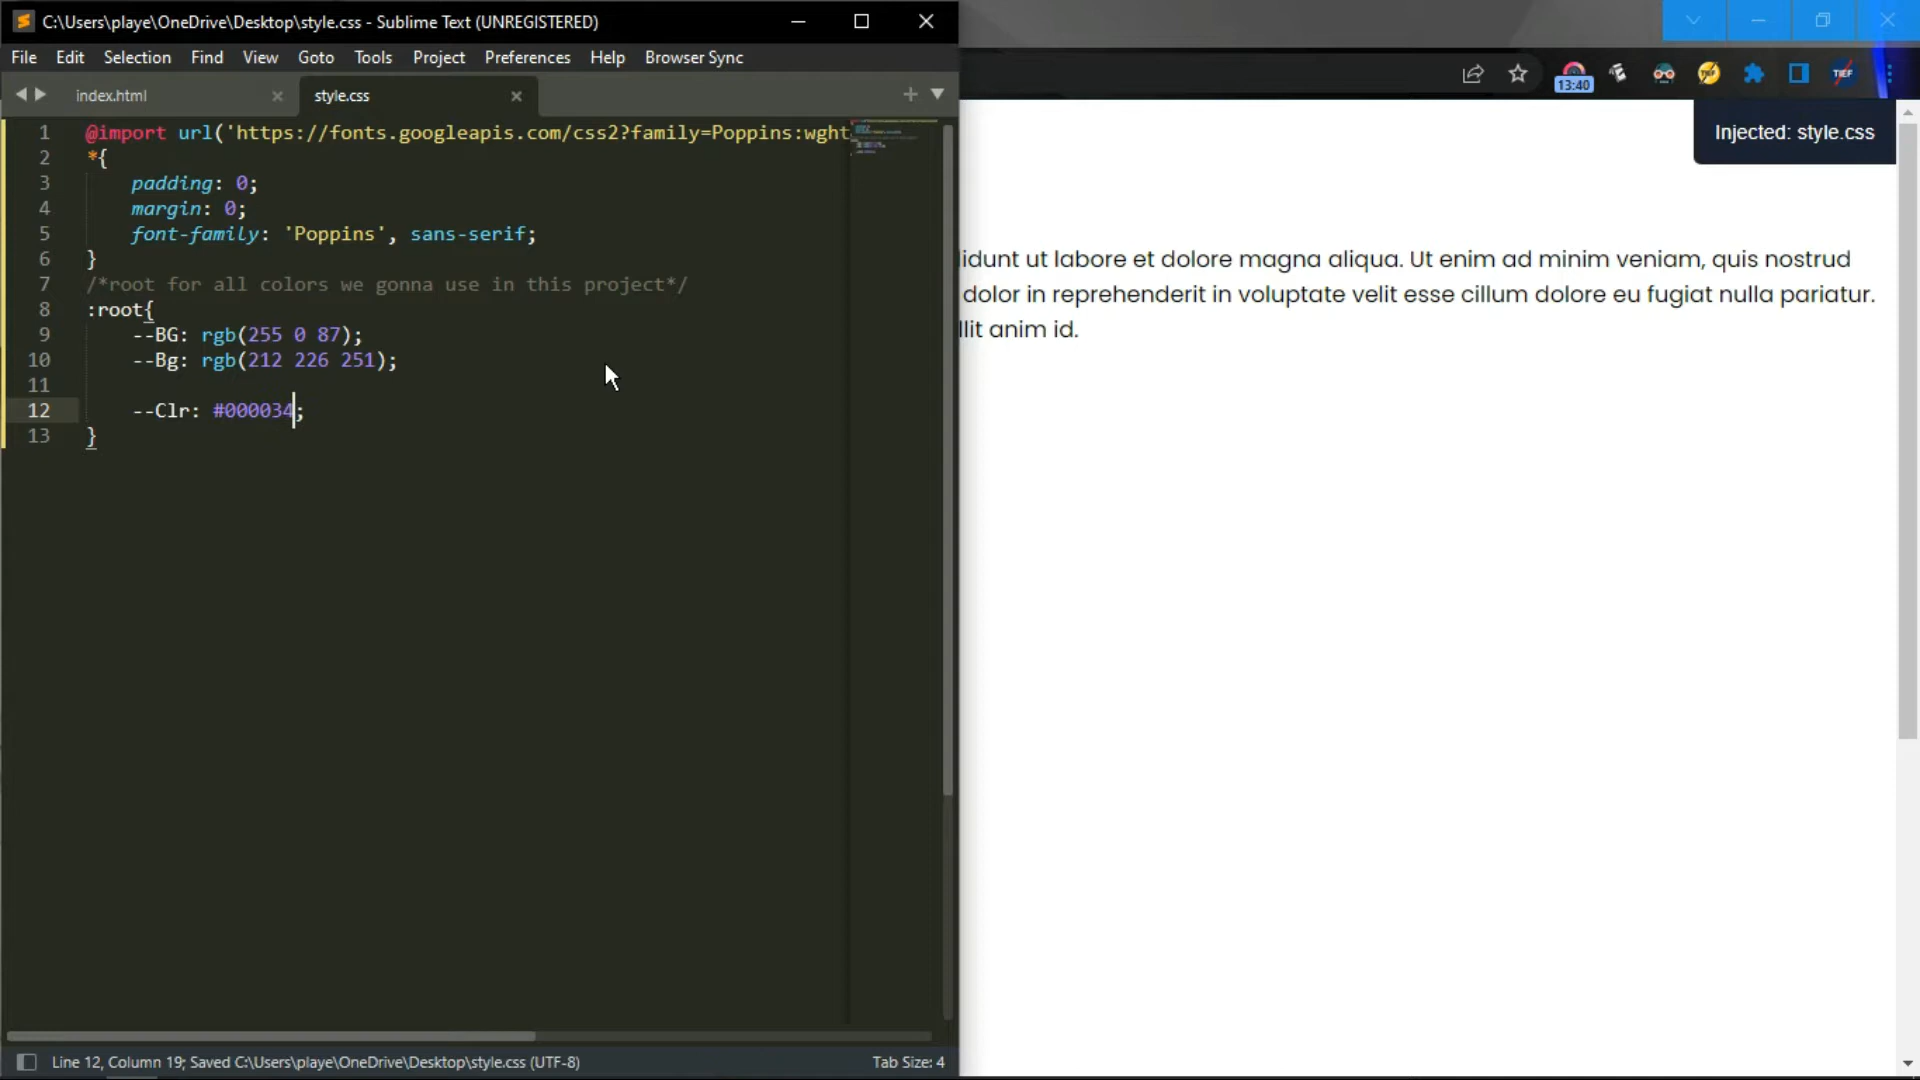 C:\Users\playe\OneDrive\Desktop\style.css - Sublime Text (UNREGISTERED)
File Edit Selection Find View Goto Tools Project Preferences Help Browser Sync
index.html style.css
13:40
TIEF
TIEF
Injected: style.css
1 @import url('https://fonts.googleapis.com/css2?family=Poppins:wght
2 *{
3 padding: 0;
4 margin: 0;
5 font-family: 'Poppins', sans-serif;
6 }
7 /*root for all colors we gonna use in this project*/
8 :root{
9 --BG: rgb(255 0 87);
10 --Bg: rgb(212 226 251);
11
12 --Clr: #000034;
13 }
idunt ut labore et dolore magna aliqua. Ut enim ad minim veniam, quis nostrud
dolor in reprehenderit in voluptate velit esse cillum dolore eu fugiat nulla pariatur.
llit anim id.
Line 12, Column 19; Saved C:\Users\playe\OneDrive\Desktop\style.css (UTF-8)
Tab Size: 4